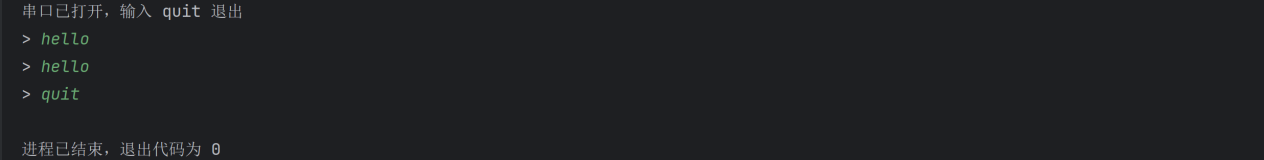 串口已打开，输入 quit 退出
> hello
> hello
> quit
进程已结束，退出代码为 0